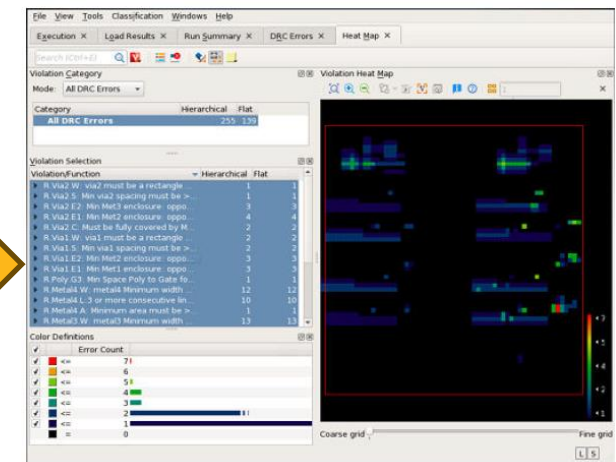 File View Tools Classification Windows Help
Execution × Load Results × Run Summary × DRC Errors × Heat Map ×
Search (Ctrl+E)
Violation Category
Violation Heat Map
Mode: All DRC Errors
1
Category Hierarchical Flat
All DRC Errors 255 139
Violation Selection
Violation/Function Hierarchical Flat
R.Via2.W: via2 must be a rectangle ... 1 1
R.Via2.S: Min via2 spacing must be >... 1 1
R.Via2.E2: Min Met3 enclosure: oppo... 3 3
R.Via2.E1: Min Met2 enclosure: oppo... 4 4
R.Via2.C: Must be fully covered by M... 2 2
R.Via1.W: via1 must be a rectangle ... 2 2
R.Via1.S: Min via1 spacing must be >... 2 2
R.Via1.E2: Min Met2 enclosure: oppo... 3 3
R.Via1.E1: Min Met1 enclosure: oppo... 3 3
R.Poly.G3: Min Space Poly to Gate fo... 1 1
R.Metal4.W: metal4 Minimum width ... 12 12
R.Metal4.L: 3 or more consecutive lin... 10 10
R.Metal4.A: Minimum area must be >... 1 1
R.Metal3.W: metal3 Minimum width ... 13 13
Color Definitions
Error Count
<= 7
<= 6
<= 5
<= 4
<= 3
<= 2
<= 1
= 0
Coarse grid Fine grid
L S